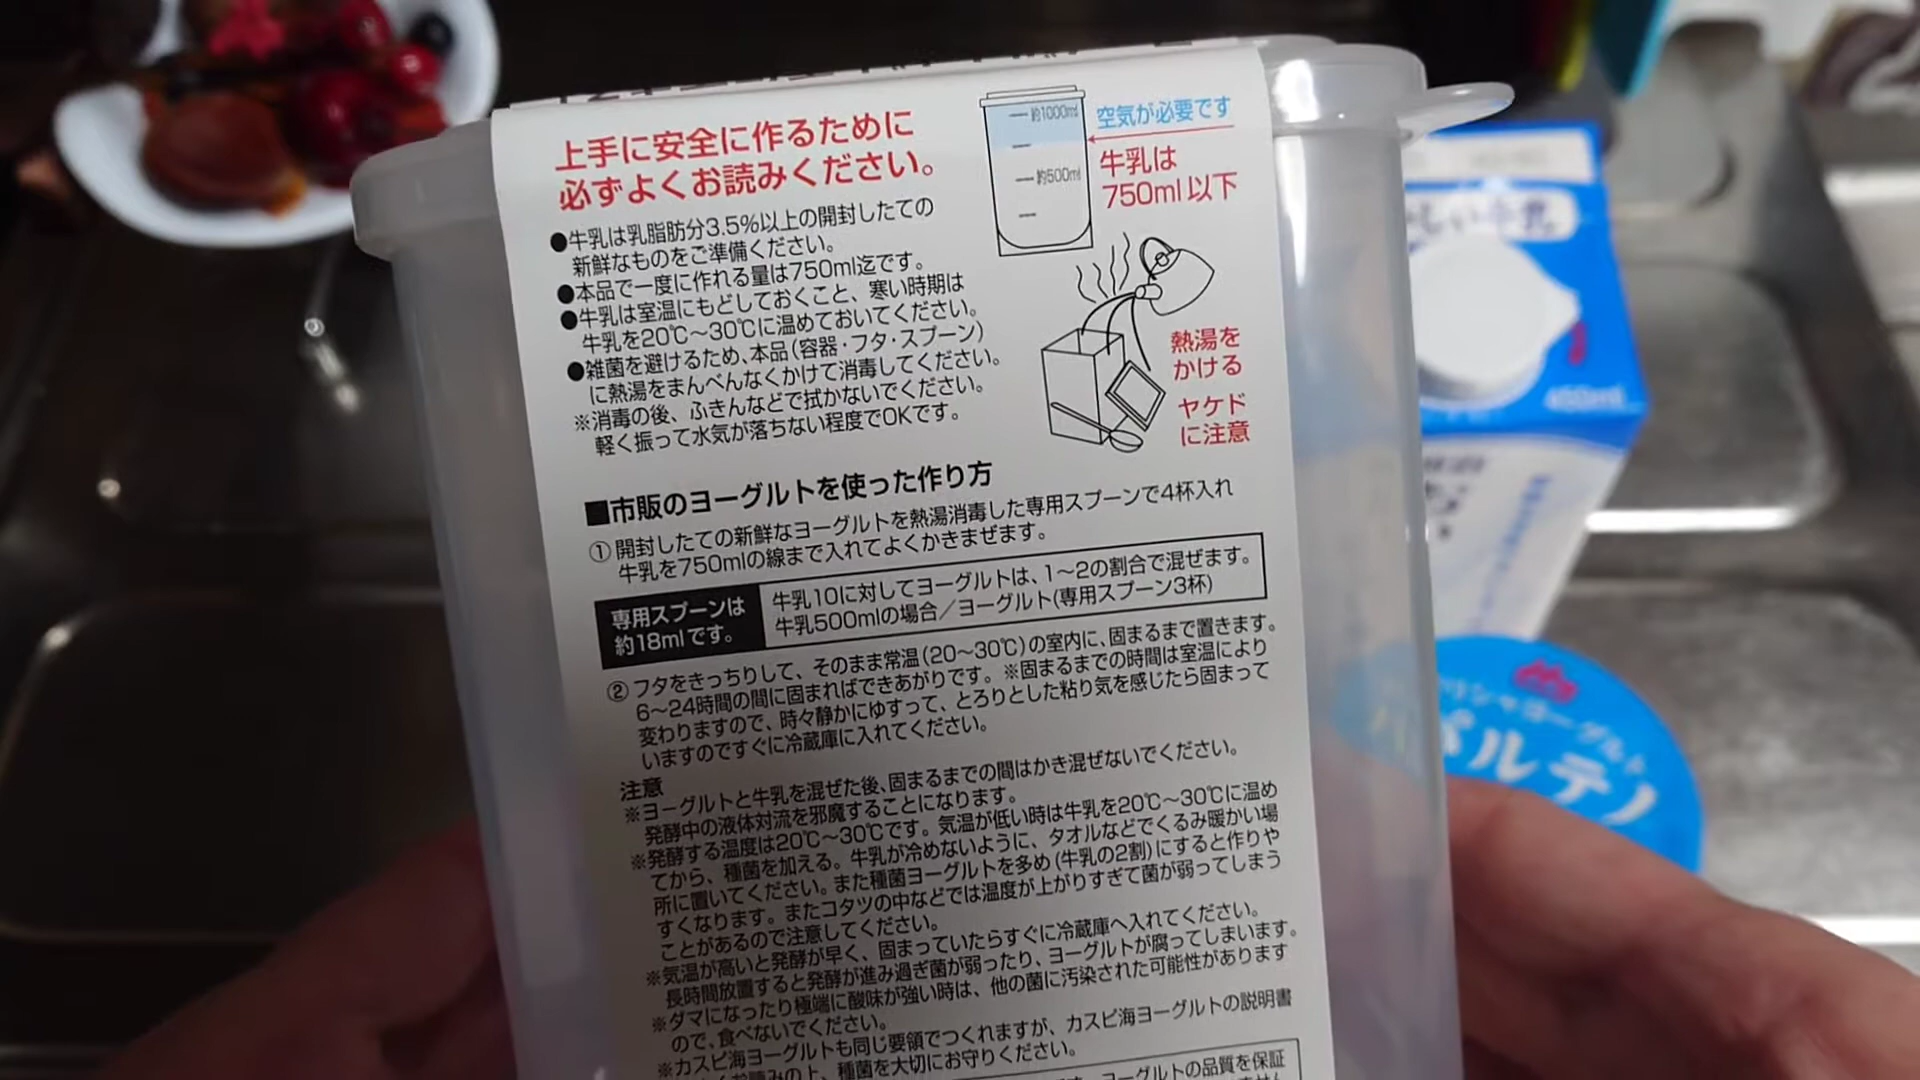 上手に安全に作るために
必ずよくお読みください。
●牛乳は乳脂肪分3.5%以上の開封したての
新鮮なものをご準備ください。
●本品で一度に作れる量は750ml迄です。
●牛乳は室温にもどしておくこと、寒い時期は
牛乳を20℃～30℃に温めておいてください。
●雑菌を避けるため、本品(容器・フタ・スプーン)
に熱湯をまんべんなくかけて消毒してください。
※消毒の後、ふきんなどで拭かないでください。
軽く振って水気が落ちない程度でOKです。
約1000ml
約500ml
空気が必要です
牛乳は
750ml以下
熱湯を
かける
ヤケド
に注意
■市販のヨーグルトを使った作り方
①開封したての新鮮なヨーグルトを熱湯消毒した専用スプーンで4杯入れ
牛乳を750mlの線まで入れてよくかきまぜます。
専用スプーンは
約18mlです。
牛乳10に対してヨーグルトは、1～2の割合で混ぜます。
牛乳500mlの場合／ヨーグルト(専用スプーン3杯)
②フタをきっちりして、そのまま常温(20～30℃)の室内に、固まるまで置きます。
6～24時間の間に固まればできあがりです。※固まるまでの時間は室温により
変わりますので、時々静かにゆすって、とろりとした粘り気を感じたら固まって
いますのですぐに冷蔵庫に入れてください。
注意
※ヨーグルトと牛乳を混ぜた後、固まるまでの間はかき混ぜないでください。
発酵中の液体対流を邪魔することになります。
※発酵する温度は20℃～30℃です。気温が低い時は牛乳を20℃～30℃に温め
てから、種菌を加える。牛乳が冷めないように、タオルなどでくるみ暖かい場
所に置いてください。また種菌ヨーグルトを多め(牛乳の2割)にすると作りや
すくなります。またコタツの中などでは温度が上がりすぎて菌が弱ってしまう
ことがあるので注意してください。
※気温が高いと発酵が早く、固まっていたらすぐに冷蔵庫へ入れてください。
長時間放置すると発酵が進み過ぎ菌が弱ったり、ヨーグルトが腐ってしまいます。
※ダマになったり極端に酸味が強い時は、他の菌に汚染された可能性があります
ので、食べないでください。
※カスピ海ヨーグルトも同じ要領でつくれますが、カスピ海ヨーグルトの説明書
お読みの上、種菌を大切にお守りください。
ヨーグルトの品質を保証
しい牛乳
450ml
ヨーグルト
パルテノ